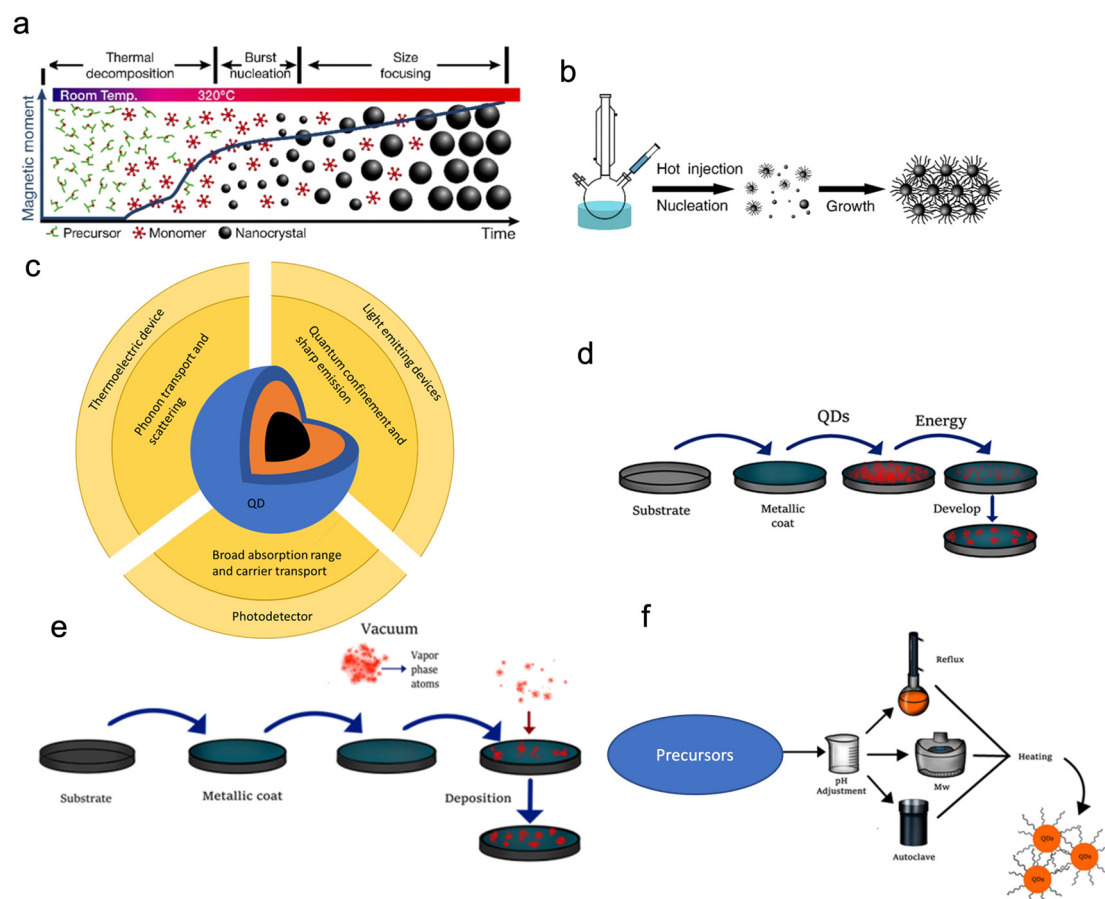 a
Thermal
decomposition
Burst
nucleation
Size
focusing
Room Temp.
320°C
Magnetic moment
Precursor
Monomer
Nanocrystal
Time
b
Hot injection
Nucleation
Growth
c
Thermoelectric device
Phonon transport and
scattering
Light emitting devices
Quantum confinement and
sharp emission
QD
Broad absorption range
and carrier transport
Photodetector
d
QDs
Energy
Substrate
Metallic
coat
Develop
e
Vacuum
Vapor
phase
atoms
Substrate
Metallic coat
Deposition
f
Precursors
pH
Adjustment
Reflux
Mw
Autoclave
Heating
QDs
QDs
QDs